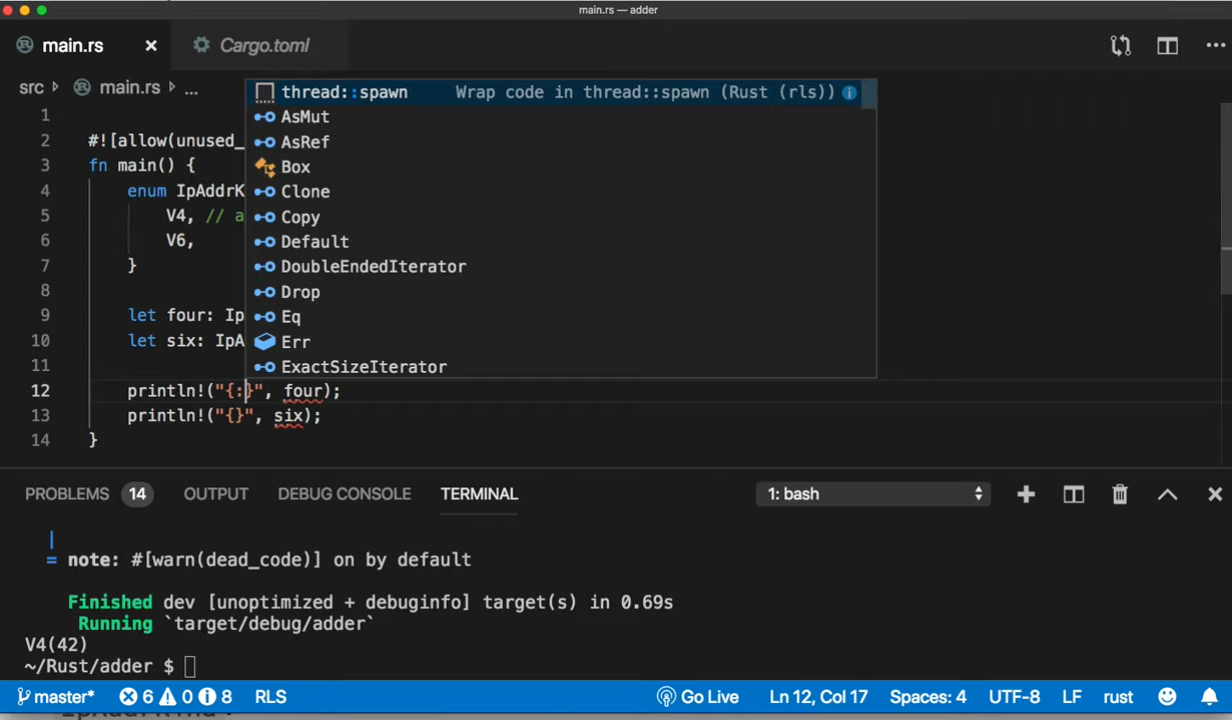 main.rs — adder
main.rs × Cargo.toml ...
src main.rs ...
thread::spawn Wrap code in thread::spawn (Rust (rls))
AsMut
AsRef
Box
Clone
Copy
Default
DoubleEndedIterator
Drop
Eq
Err
ExactSizeIterator
1
2 #![allow(unused_
3 fn main() {
4 enum IpAddrK
5 V4, // a
6 V6,
7 }
8
9 let four: Ip
10 let six: IpA
11
12 println!("{:}", four);
13 println!("{}", six);
14 }
PROBLEMS 14 OUTPUT DEBUG CONSOLE TERMINAL 1: bash
|
= note: #[warn(dead_code)] on by default
Finished dev [unoptimized + debuginfo] target(s) in 0.69s
Running `target/debug/adder`
V4(42)
~/Rust/adder $
master* 6 0 8 RLS Go Live Ln 12, Col 17 Spaces: 4 UTF-8 LF rust